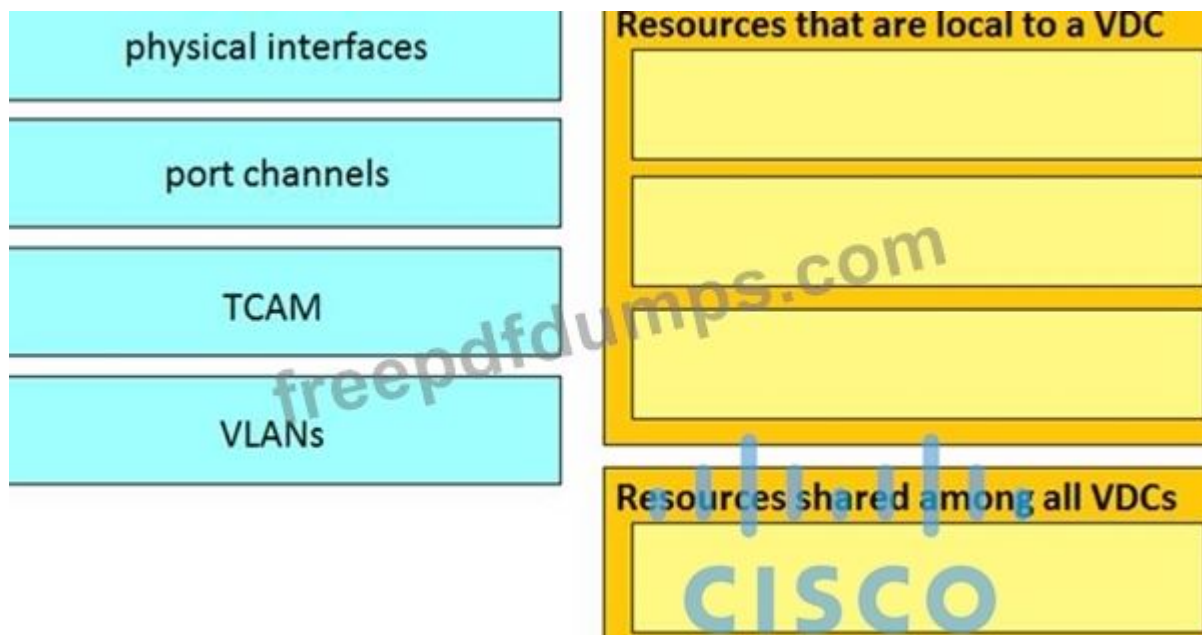 physical interfaces
port channels
TCAM
VLANs
Resources that are local to a VDC
Resources shared among all VDCs
freepdfdumps.com
CISCO